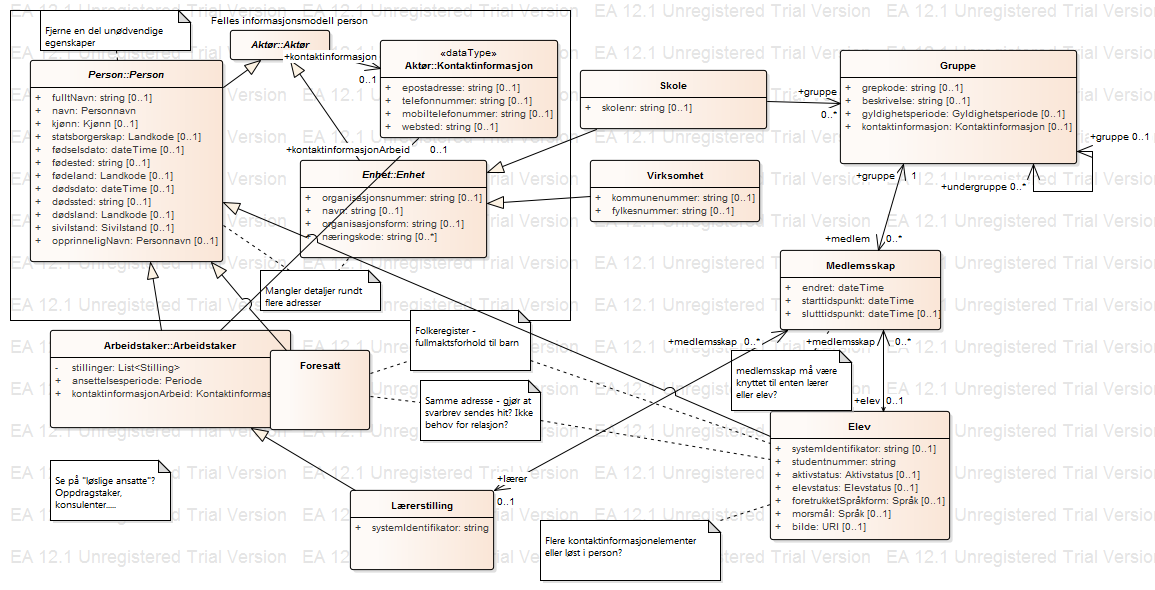 EA 12.1 Unregistered Trial Version
Felles informasjonsmodell person
Fjerne en del unødvendige
egenskaper
Aktør::Aktør
+kontaktinformasjon
0..1
«dataType»
Aktør::Kontaktinformasjon
+ epostadresse: string [0..1]
+ telefonnummer: string [0..1]
+ mobiltelefonummer: string [0..1]
+ websted: string [0..1]
Person::Person
+ fulltNavn: string [0..1]
+ navn: Personnavn
+ kjønn: Kjønn [0..1]
+ statsborgerskap: Landkode [0..1]
+ fødselsdato: dateTime [0..1]
+ fødested: string [0..1]
+ fødeland: Landkode [0..1]
+ dødsdato: dateTime [0..1]
+ dødssted: string [0..1]
+ dødsland: Landkode [0..1]
+ sivilstand: Sivilstand [0..1]
+ opprinneligNavn: Personnavn [0..1]
+kontaktinformasjonArbeid 0..1
Enhet::Enhet
+ organisasjonsnummer: string [0..1]
+ navn: string [0..1]
+ organisasjonsform: string [0..1]
+ næringskode: string [0..*]
Mangler detaljer rundt
flere adresser
Skole
+ skolenr: string [0..1]
Virksomhet
+ kommunenummer: string [0..1]
+ fylkesnummer: string [0..1]
+gruppe
0..*
Gruppe
+ grepkode: string [0..1]
+ beskrivelse: string [0..1]
+ gyldighetsperiode: Gyldighetsperiode [0..1]
+ kontaktinformasjon: Kontaktinformasjon [0..1]
+gruppe 0..1
+undergruppe 0..*
+gruppe 1
+medlem 0..*
Medlemsskap
+ endret: dateTime
+ starttidspunkt: dateTime
+ slutttidspunkt: dateTime [0..1]
+medlemsskap 0..*
+medlemsskap 0..*
medlemsskap må være
knyttet til enten lærer
eller elev?
+elev 0..1
Arbeidstaker::Arbeidstaker
- stillinger: List<Stilling>
+ ansettelsesperiode: Periode
+ kontaktinformasjonArbeid: Kontaktinformas
Foresatt
Folkeregister -
fullmaktsforhold til barn
Samme adresse - gjør at
svarbrev sendes hit? Ikke
behov for relasjon?
Elev
+ systemIdentifikator: string [0..1]
+ studentnummer: string
+ aktivstatus: Aktivstatus [0..1]
+ elevstatus: Elevstatus [0..1]
+ foretrukketSpråkform: Språk [0..1]
+ morsmål: Språk [0..1]
+ bilde: URI [0..1]
Se på "løslige ansatte"?
Oppdragstaker,
konsulenter.....
+lærer
0..1
Lærerstilling
+ systemIdentifikator: string
Flere kontaktinformasjonelementer
eller løst i person?